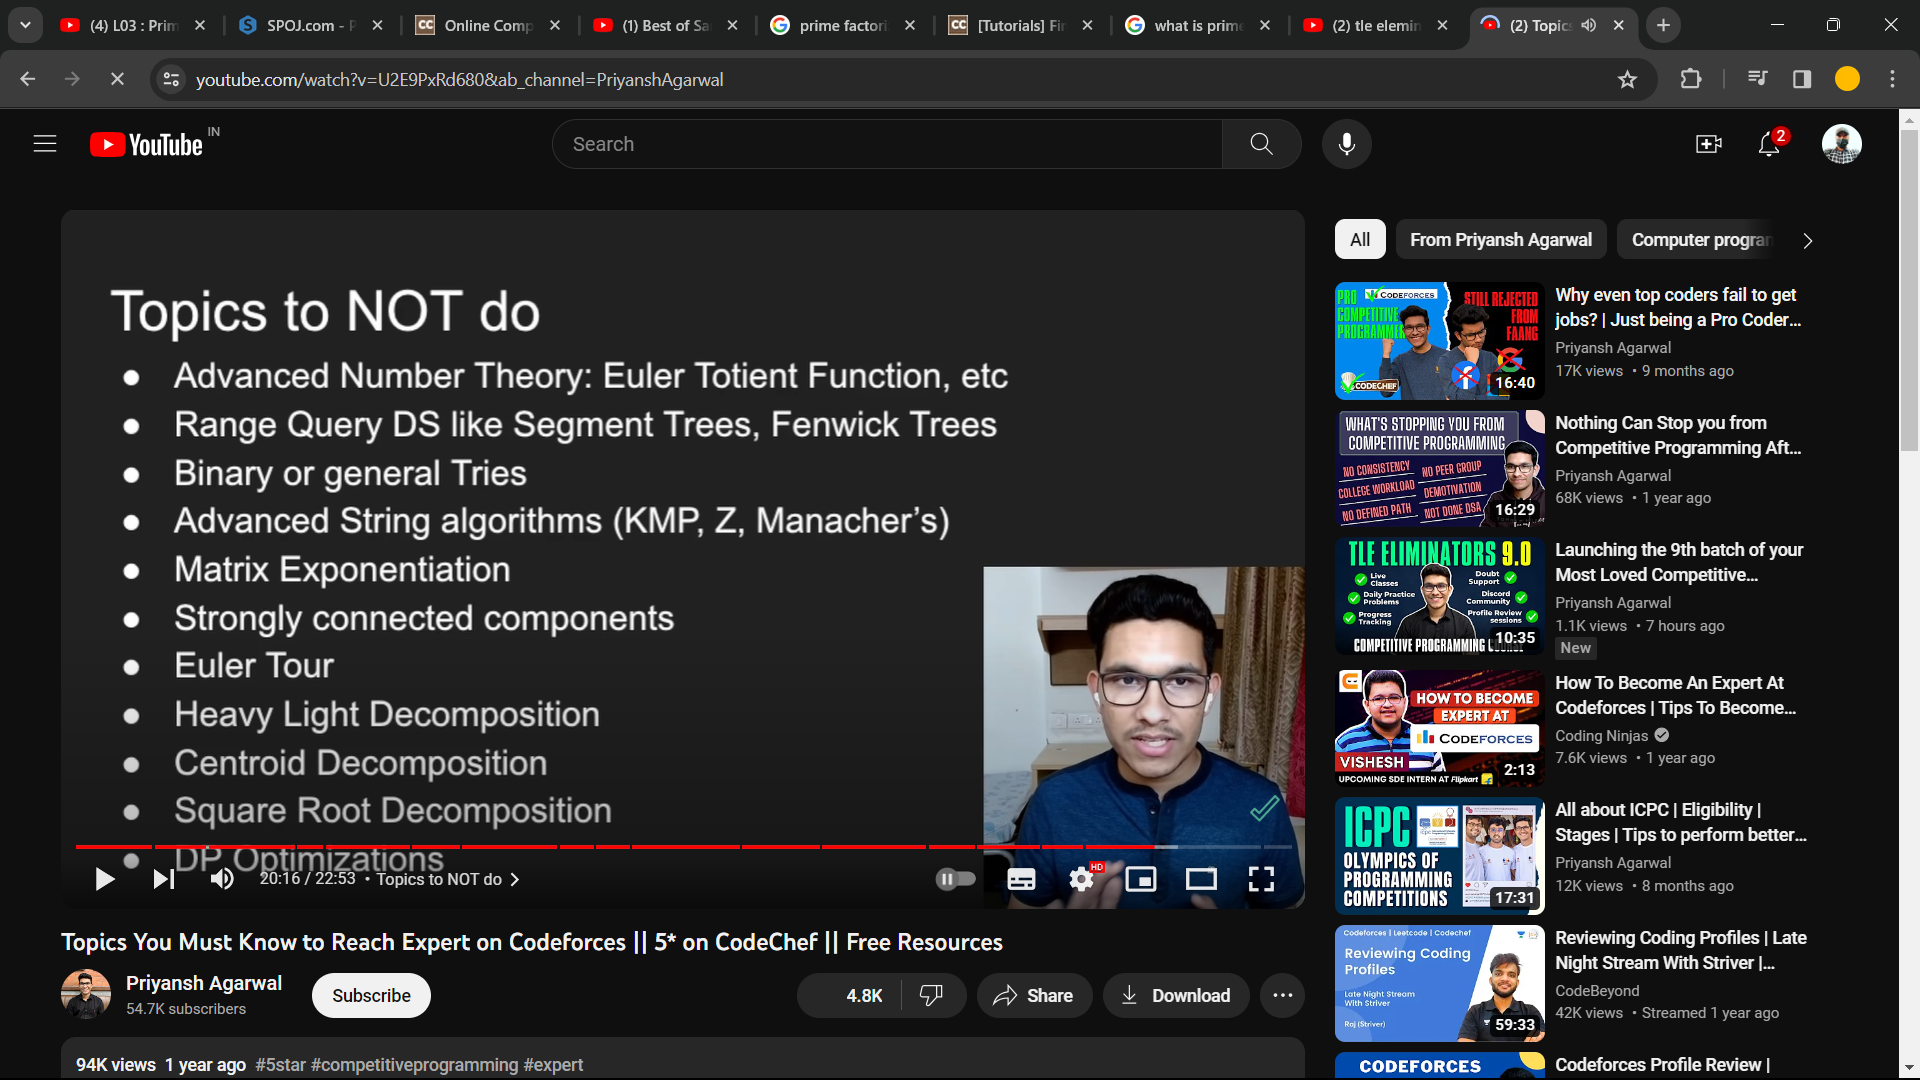 (4) L03 : Prim
SPOJ.com - P
Online Comp
(1) Best of Sa
prime factori
[Tutorials] Fi
what is prime
(2) tle elemin
(2) Topic
youtube.com/watch?v=U2E9PxRd680&ab_channel=PriyanshAgarwal
YouTube IN
Search
2
Topics to NOT do
Advanced Number Theory: Euler Totient Function, etc
Range Query DS like Segment Trees, Fenwick Trees
Binary or general Tries
Advanced String algorithms (KMP, Z, Manacher's)
Matrix Exponentiation
Strongly connected components
Euler Tour
Heavy Light Decomposition
Centroid Decomposition
Square Root Decomposition
DP Optimizations
20:16 / 22:53 • Topics to NOT do
HD
Topics You Must Know to Reach Expert on Codeforces || 5* on CodeChef || Free Resources
Priyansh Agarwal
54.7K subscribers
Subscribe
4.8K
Share
Download
94K views 1 year ago #5star #competitiveprogramming #expert
All
From Priyansh Agarwal
Computer program
PRO
COMPETITIVE
PROGRAMMER
CODEFORCES
STILL REJECTED
FROM
FAANG
CODECHEF
16:40
Why even top coders fail to get
jobs? | Just being a Pro Coder...
Priyansh Agarwal
17K views • 9 months ago
WHAT'S STOPPING YOU FROM
COMPETITIVE PROGRAMMING
NO CONSISTENCY
NO PEER GROUP
COLLEGE WORKLOAD
DEMOTIVATION
NO DEFINED PATH
NOT DONE DSA
16:29
Nothing Can Stop you from
Competitive Programming Aft...
Priyansh Agarwal
68K views • 1 year ago
TLE ELIMINATORS 9.0
Live
Classes
Daily Practice
Problems
Progress
Tracking
Doubt
Support
Discord
Community
Profile Review
sessions
COMPETITIVE PROGRAMMING
10:35
Launching the 9th batch of your
Most Loved Competitive...
Priyansh Agarwal
1.1K views • 7 hours ago
New
HOW TO BECOME
EXPERT AT
CODEFORCES
VISHESH
UPCOMING SDE INTERN AT Flipkart
2:13
How To Become An Expert At
Codeforces | Tips To Become...
Coding Ninjas
7.6K views • 1 year ago
ICPC
OLYMPICS OF
PROGRAMMING
COMPETITIONS
17:31
All about ICPC | Eligibility |
Stages | Tips to perform better...
Priyansh Agarwal
12K views • 8 months ago
Codeforces | Leetcode | Codechef
Reviewing Coding
Profiles
Late Night Stream
With Striver
Raj (Striver)
59:33
Reviewing Coding Profiles | Late
Night Stream With Striver |...
CodeBeyond
42K views • Streamed 1 year ago
CODEFORCES
Codeforces Profile Review |